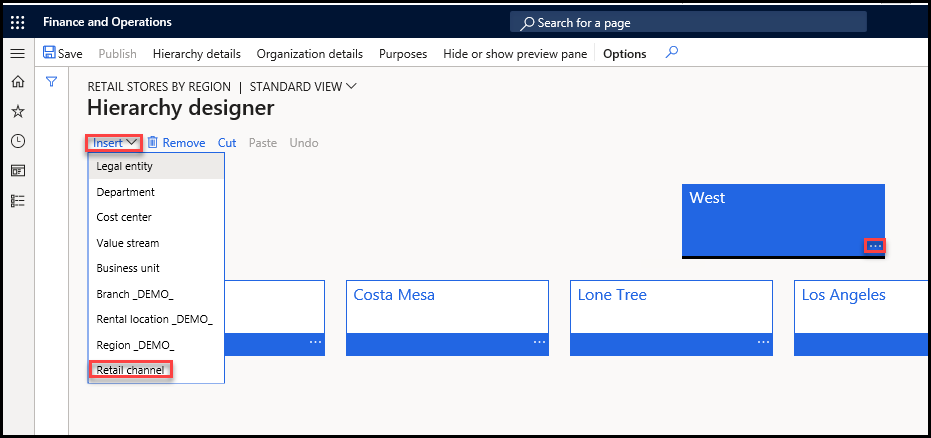 Finance and Operations
Search for a page
Save Publish Hierarchy details Organization details Purposes Hide or show preview pane Options
RETAIL STORES BY REGION | STANDARD VIEW
Hierarchy designer
Insert Remove Cut Paste Undo
Legal entity
Department
Cost center
Value stream
Business unit
Branch _DEMO_
Rental location _DEMO_
Region _DEMO_
Retail channel
West
...
Costa Mesa
Lone Tree
Los Angeles
...
...
...